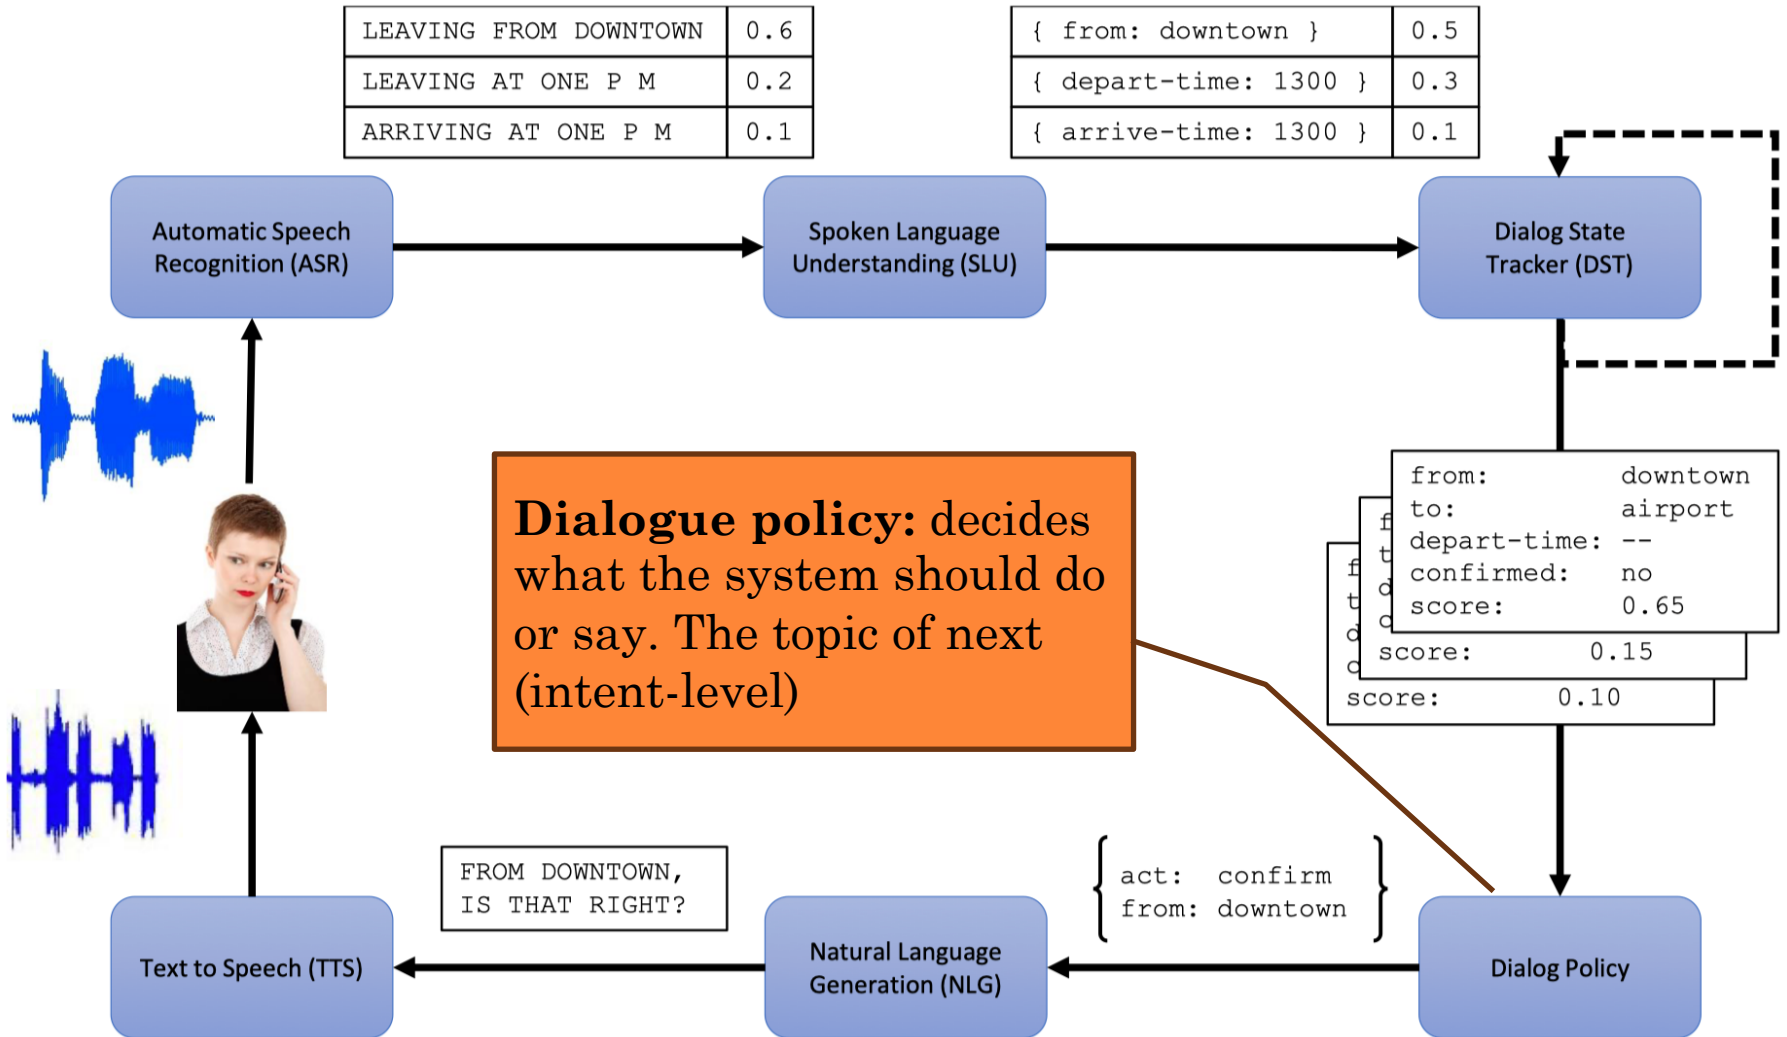 LEAVING FROM DOWNTOWN 0.6
LEAVING AT ONE P M 0.2
ARRIVING AT ONE P M 0.1
{ from: downtown } 0.5
{ depart-time: 1300 } 0.3
{ arrive-time: 1300 } 0.1
Automatic Speech
Recognition (ASR)
Spoken Language
Understanding (SLU)
Dialog State
Tracker (DST)
Dialogue policy: decides
what the system should do
or say. The topic of next
(intent-level)
from: downtown
to: airport
depart-time: --
confirmed: no
score: 0.65
f
t
d
c
score: 0.15
f
t
d
c
score: 0.10
FROM DOWNTOWN,
IS THAT RIGHT?
act: confirm
from: downtown
Text to Speech (TTS)
Natural Language
Generation (NLG)
Dialog Policy